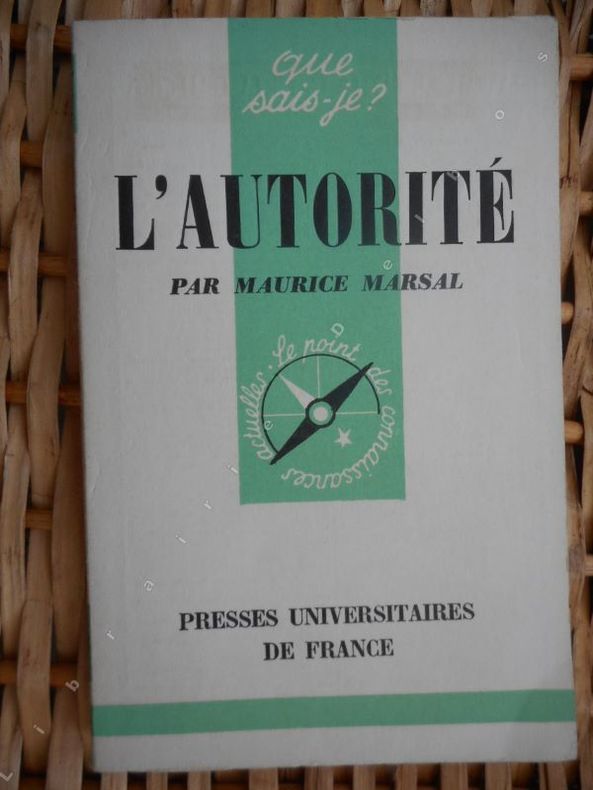 que
sais-je?
L'AUTORITÉ
PAR MAURICE MARSAL
Le point des connaissances actuelles
PRESSES UNIVERSITAIRES
DE FRANCE